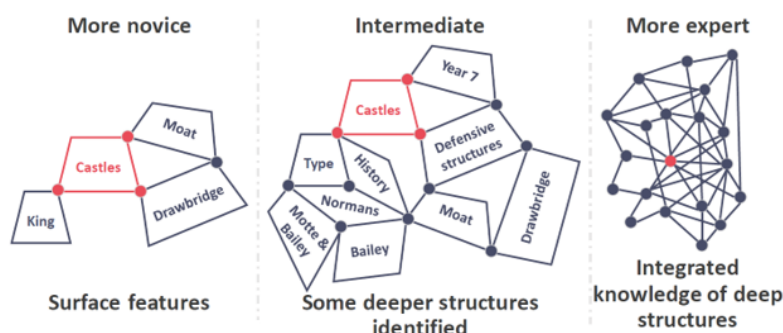 More novice
Intermediate
More expert
Moat
Castles
King
Drawbridge
Year 7
Castles
Defensive
structures
Type
History
Normans
Motte &
Bailey
Bailey
Moat
Drawbridge
Surface features
Some deeper structures
identified
Integrated
knowledge of deep
structures